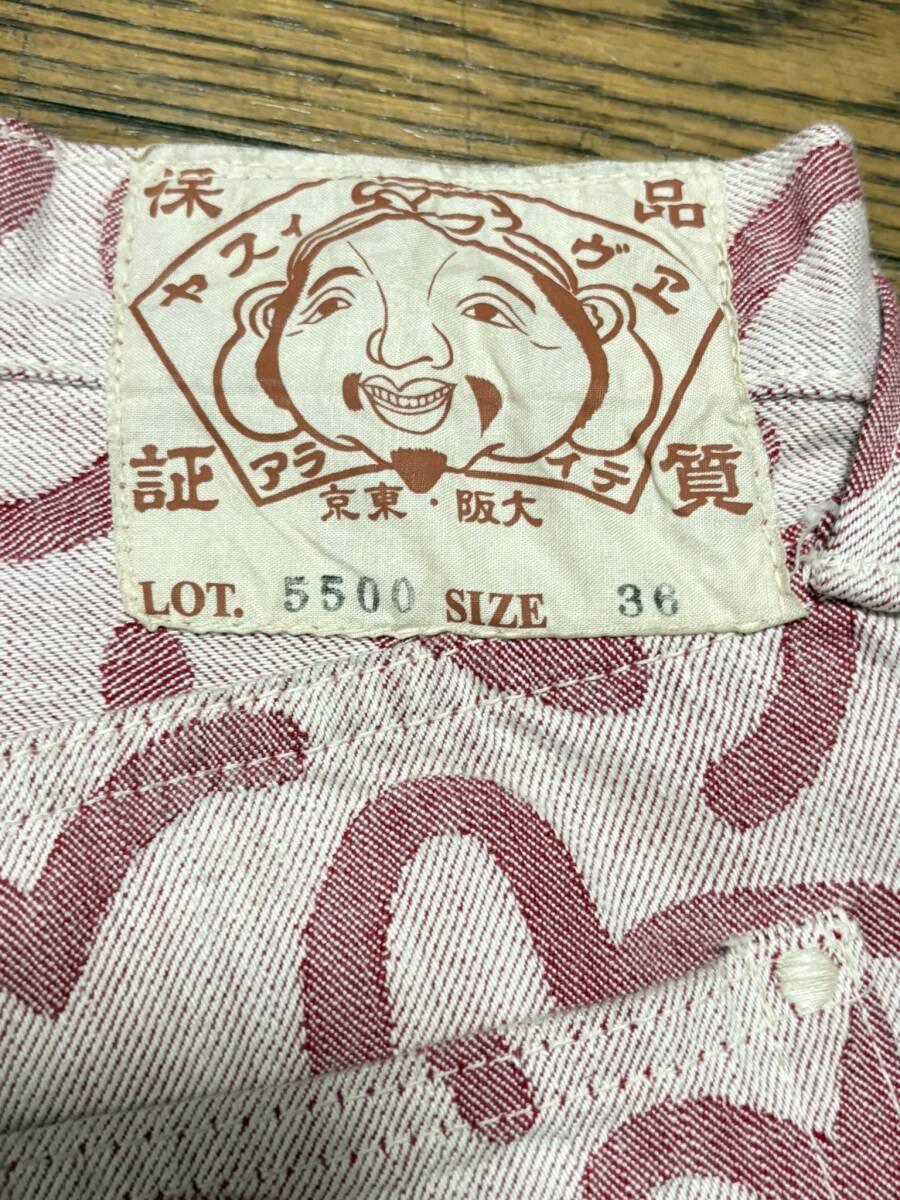 品質
保証
ヱヴィスヤ
テイラア
大阪・東京
LOT. 5500 SIZE 36